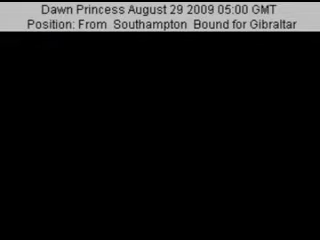 Dawn Princess August 29 2009 05:00 GMT
Position: From Southampton Bound for Gibraltar